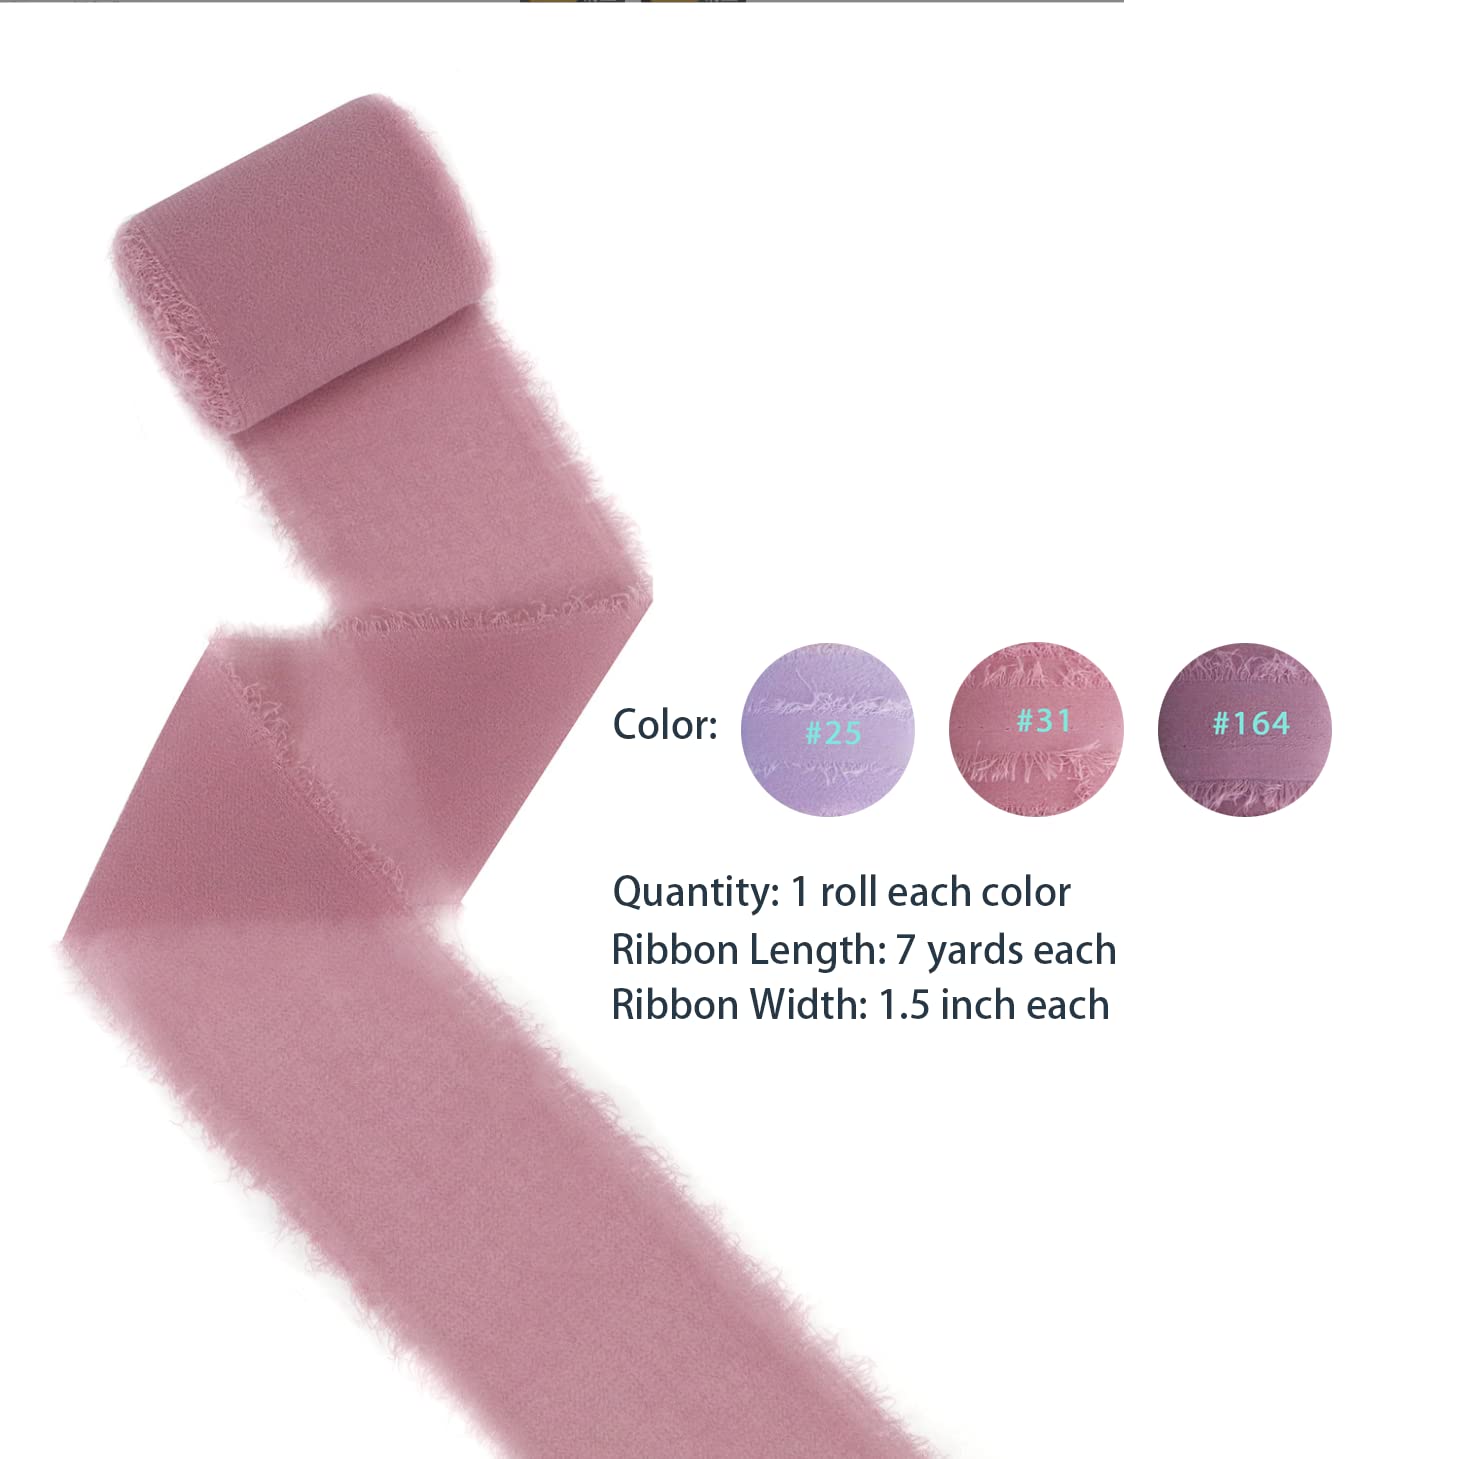 Color: #25 #31 #164
Quantity: 1 roll each color
Ribbon Length: 7 yards each
Ribbon Width: 1.5 inch each